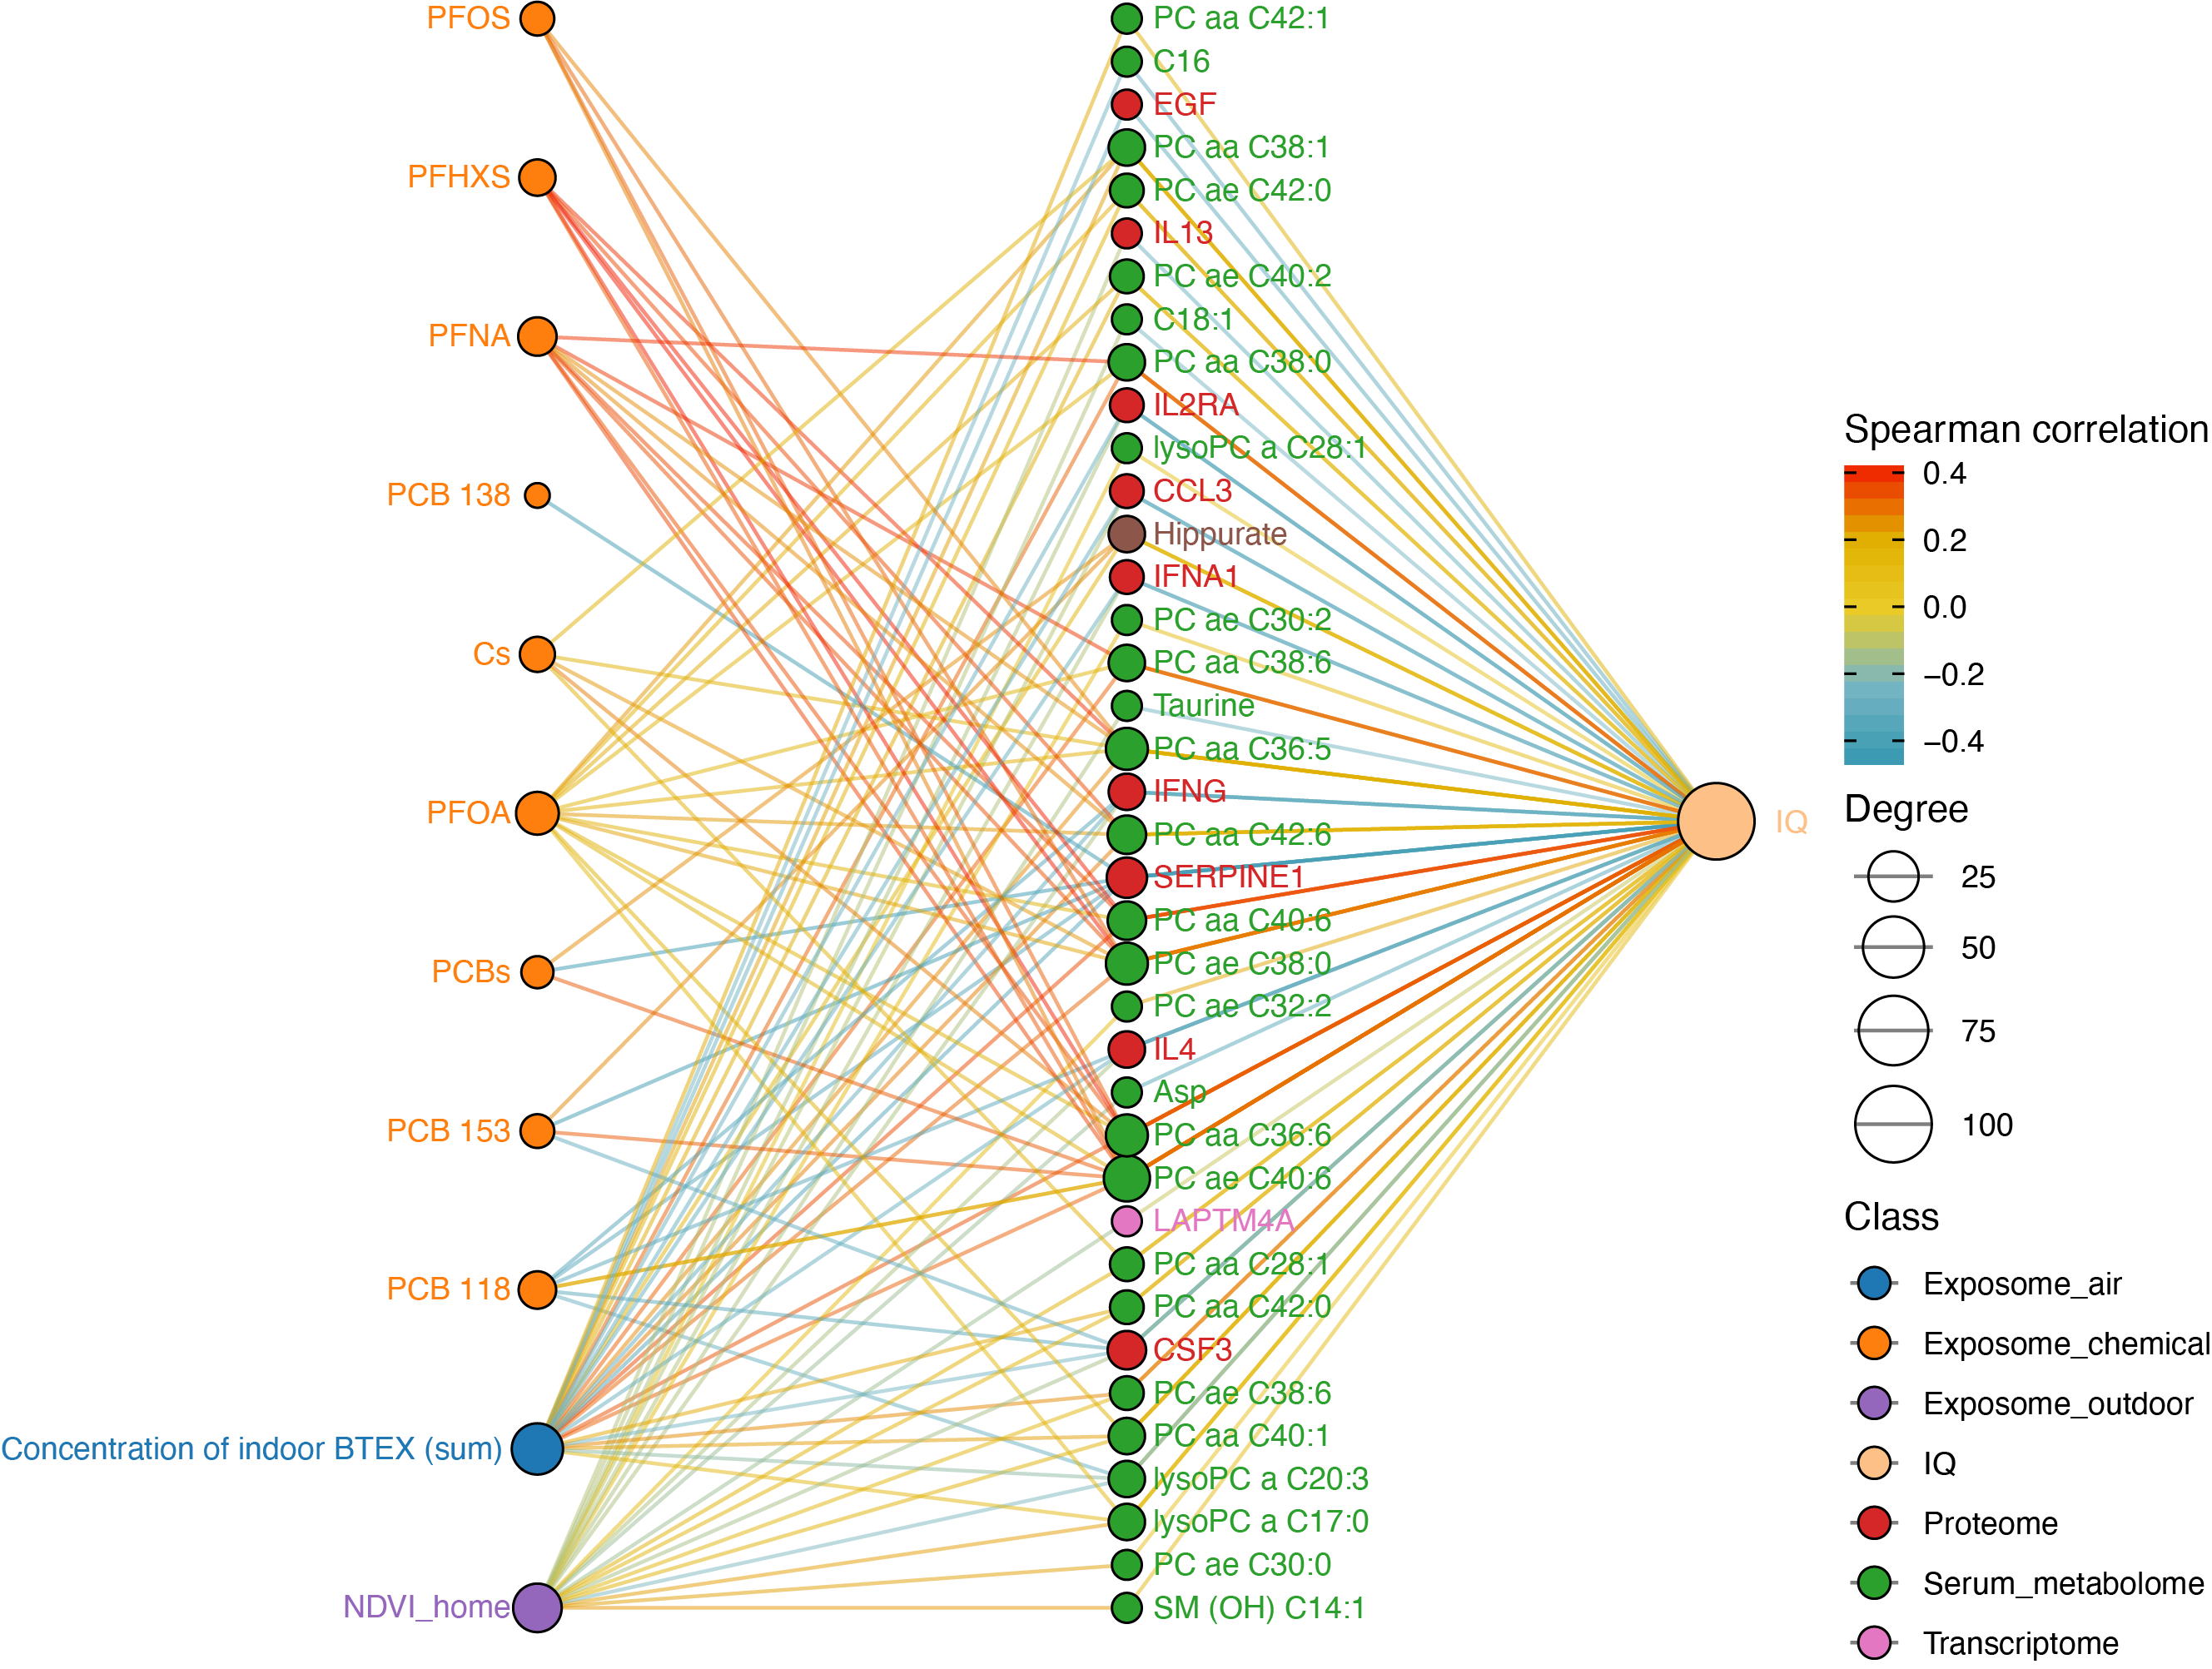 PFOS
PFHXS
PFNA
PCB 138
Cs
PFOA
PCBs
PCB 153
PCB 118
Concentration of indoor BTEX (sum)
NDVI_home
PC aa C42:1
C16
EGF
PC aa C38:1
PC ae C42:0
IL13
PC ae C40:2
C18:1
PC aa C38:0
IL2RA
lysoPC a C28:1
CCL3
Hippurate
IFNA1
PC ae C30:2
PC aa C38:6
Taurine
PC aa C36:5
IFNG
PC aa C42:6
SERPINE1
PC aa C40:6
PC ae C38:0
PC ae C32:2
IL4
Asp
PC aa C36:6
PC ae C40:6
LAPTM4A
PC aa C28:1
PC aa C42:0
CSF3
PC ae C38:6
PC aa C40:1
lysoPC a C20:3
lysoPC a C17:0
PC ae C30:0
SM (OH) C14:1
IQ
Spearman correlation
0.4
0.2
0.0
−0.2
−0.4
Degree
25
50
75
100
Class
Exposome_air
Exposome_chemical
Exposome_outdoor
IQ
Proteome
Serum_metabolome
Transcriptome